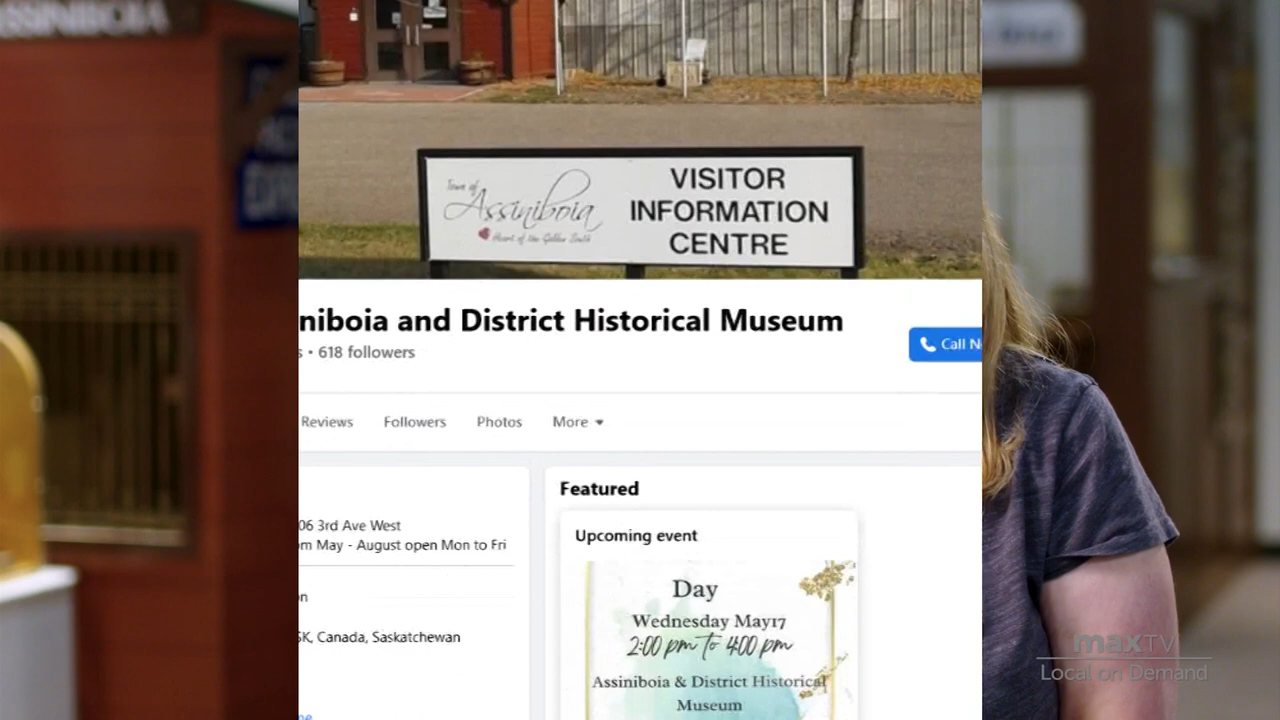 SSINIBOIA
Town of
Assiniboia
Heart of the Golden South
VISITOR
INFORMATION
CENTRE
niboia and District Historical Museum
s • 618 followers
Call N
Reviews
Followers
Photos
More
06 3rd Ave West
om May - August open Mon to Fri
on
SK, Canada, Saskatchewan
me
Featured
Upcoming event
Day
Wednesday May17
2:00 pm to 4:00 pm
Assiniboia & District Historical
Museum
maxTV
Local on Demand